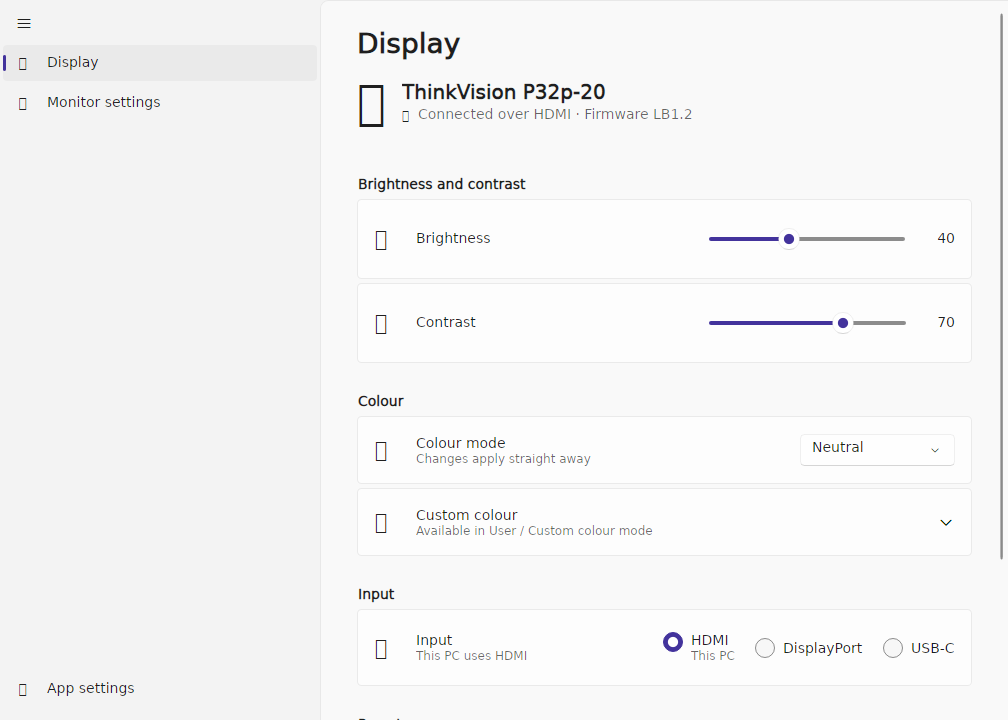 Display
Display
Monitor settings
ThinkVision P32p-20
Connected over HDMI · Firmware LB1.2
Brightness and contrast
Brightness
40
Contrast
70
Colour
Colour mode
Changes apply straight away
Neutral
Custom colour
Available in User / Custom colour mode
Input
Input
This PC uses HDMI
HDMI
This PC
DisplayPort
USB-C
App settings